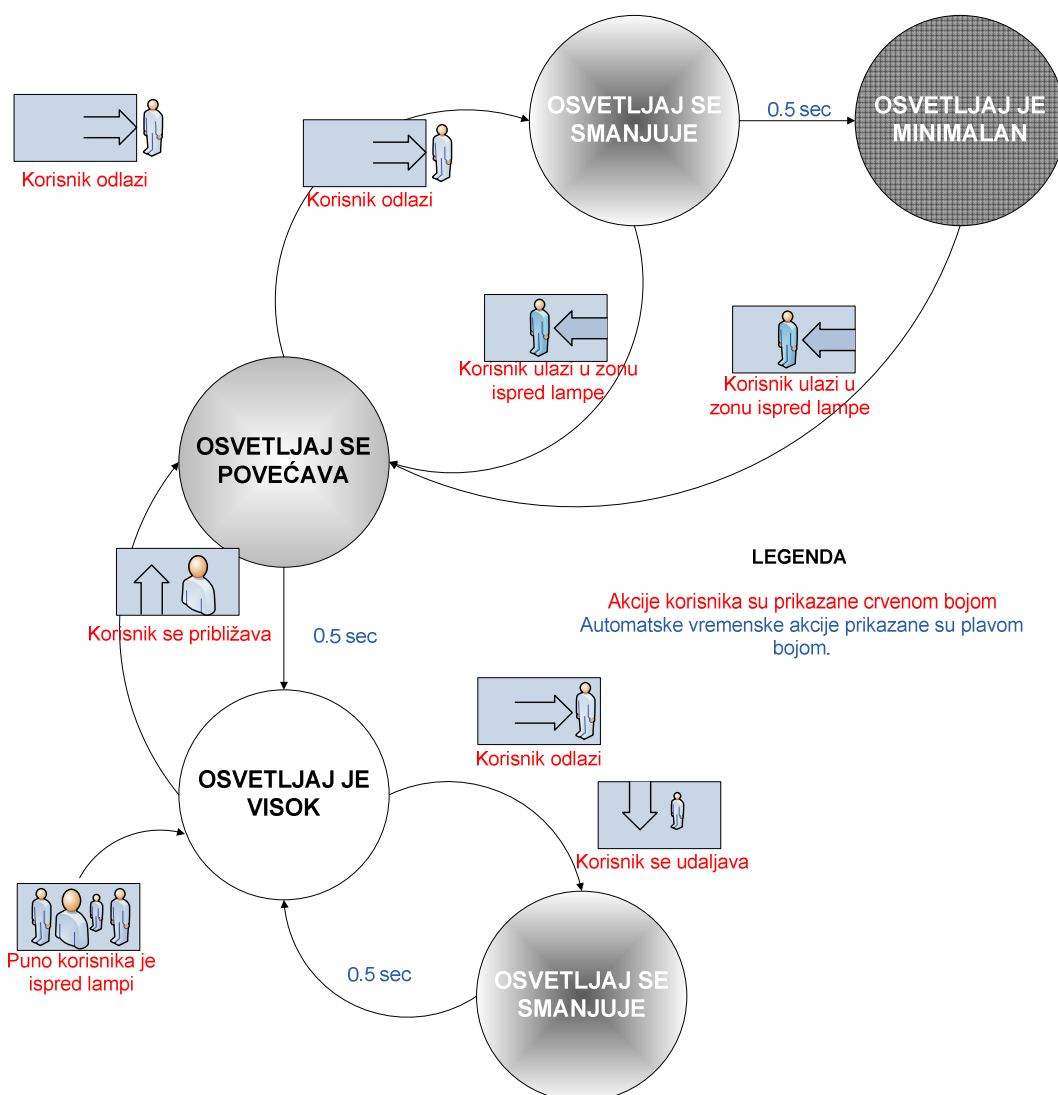 OSVETLJAJ SE
SMANJUJE
0.5 sec
OSVETLJAJ JE
MINIMALAN
Korisnik odlazi
Korisnik odlazi
Korisnik ulazi u zonu
ispred lampe
Korisnik ulazi u
zonu ispred lampe
OSVETLJAJ SE
POVEĆAVA
LEGENDA
Akcije korisnika su prikazane crvenom bojom
Automatske vremenske akcije prikazane su plavom
bojom.
Korisnik se približava
0.5 sec
OSVETLJAJ JE
VISOK
Korisnik odlazi
Korisnik se udaljava
Puno korisnika je
ispred lampi
0.5 sec
OSVETLJAJ SE
SMANJUJE